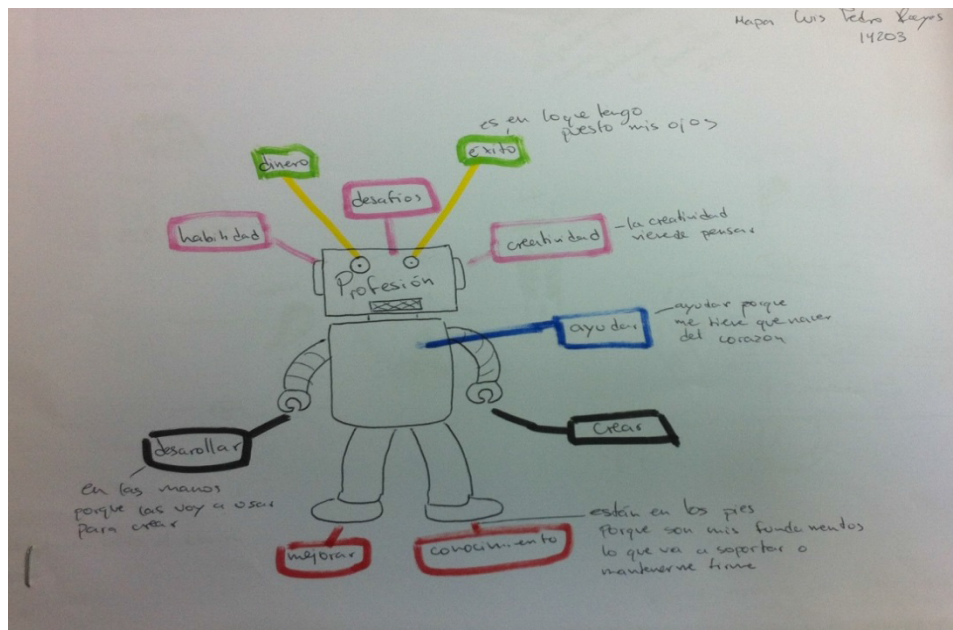 Mapa Luis Pedro
14203
es en lo que tengo
puesto mis ojos
dinero
éxito
desafíos
habilidad
creatividad
-la creatividad
viene de pensar
Profesión
ayudar
ayudar porque
me tiene que nacer
del corazón
desarollar
crear
en las manos
porque las voy a usar
para crear
mejorar
conocimiento
están en los pies
porque son mis fundamentos
lo que va a soportar o
mantenerme firme